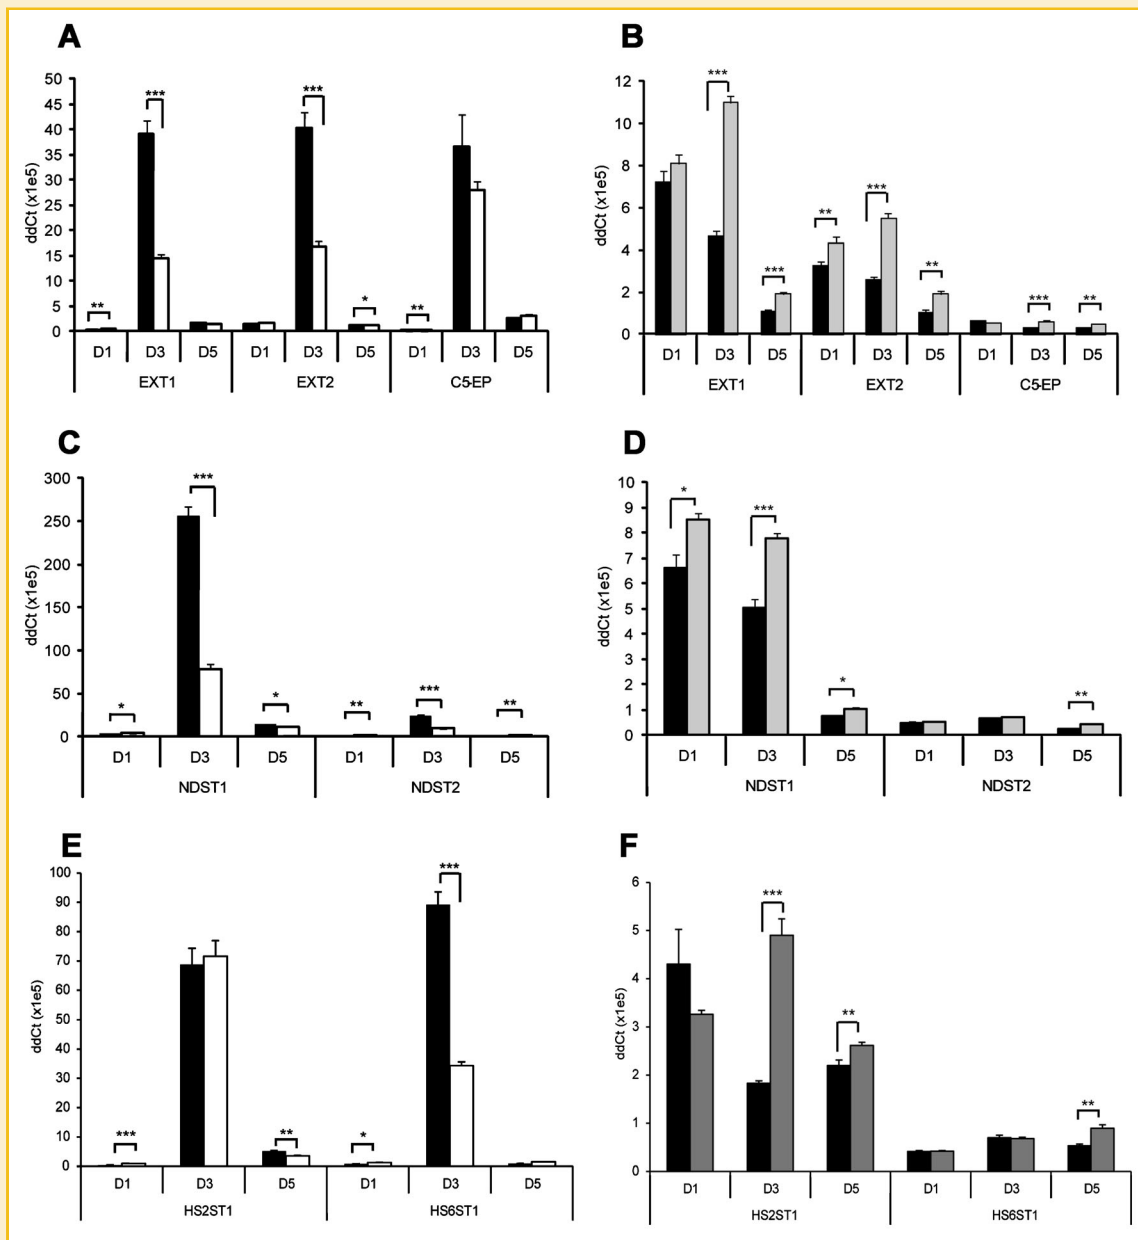 A
ddCt (x1e5)
50
45
40
35
30
25
20
15
10
5
0
** *** *** * **
D1 D3 D5 D1 D3 D5 D1 D3 D5
EXT1 EXT2 C5-EP
B
ddCt (x1e5)
12
10
8
6
4
2
0
*** *** ** *** ** *** **
D1 D3 D5 D1 D3 D5 D1 D3 D5
EXT1 EXT2 C5-EP
C
ddCt (x1e5)
300
250
200
150
100
50
0
* *** * ** *** **
D1 D3 D5 D1 D3 D5
NDST1 NDST2
D
ddCt (x1e5)
10
9
8
7
6
5
4
3
2
1
0
* *** * **
D1 D3 D5 D1 D3 D5
NDST1 NDST2
E
ddCt (x1e5)
100
90
80
70
60
50
40
30
20
10
0
*** ** * ***
D1 D3 D5 D1 D3 D5
HS2ST1 HS6ST1
F
ddCt (x1e5)
6
5
4
3
2
1
0
*** ** **
D1 D3 D5 D1 D3 D5
HS2ST1 HS6ST1